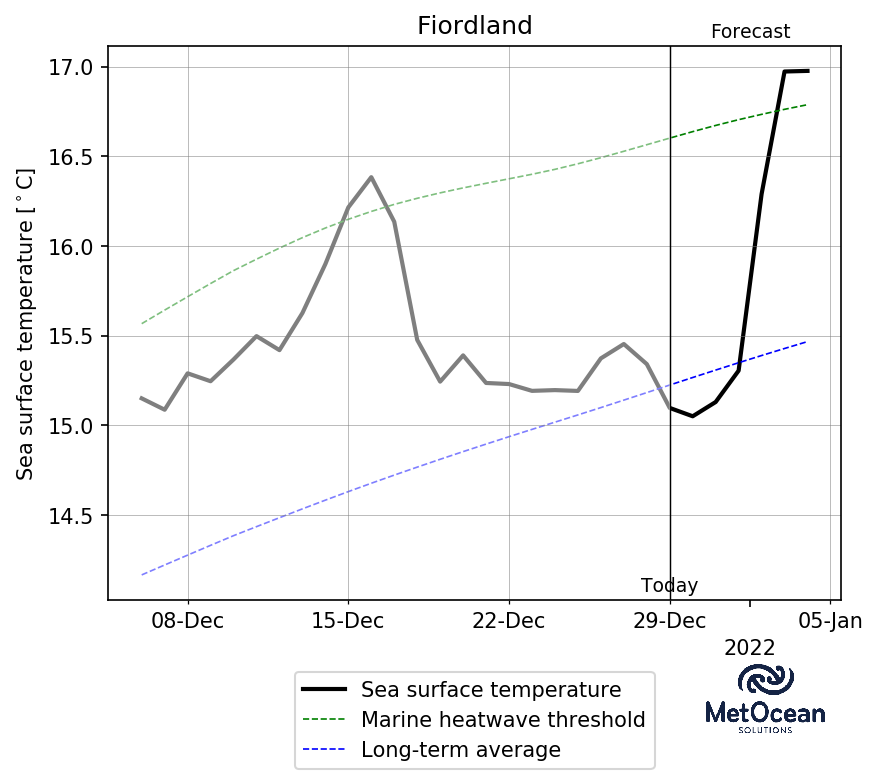 Fiordland
Forecast
Sea surface temperature [°C]
17.0
16.5
16.0
15.5
15.0
14.5
Today
08-Dec 15-Dec 22-Dec 29-Dec 05-Jan
2022
Sea surface temperature
Marine heatwave threshold
Long-term average
MetOcean
SOLUTIONS